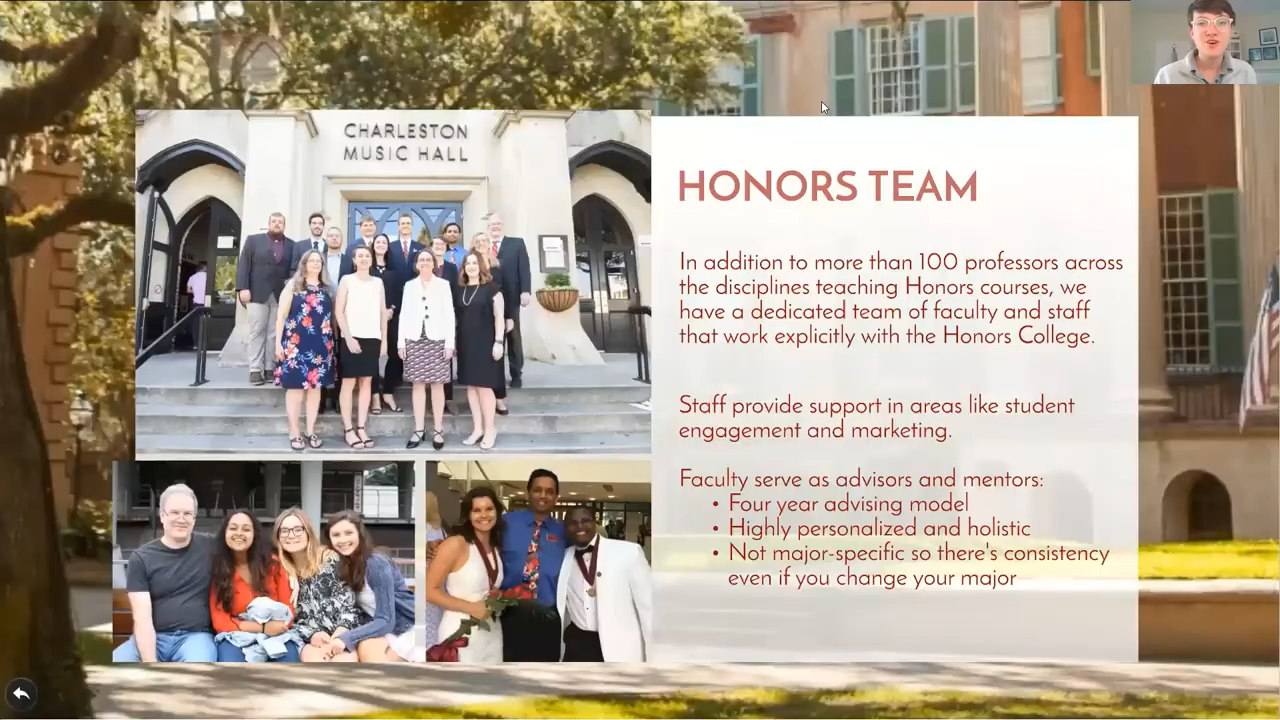 CHARLESTON
MUSIC HALL
HONORS TEAM
In addition to more than 100 professors across
the disciplines teaching Honors courses, we
have a dedicated team of faculty and staff
that work explicitly with the Honors College.
Staff provide support in areas like student
engagement and marketing.
Faculty serve as advisors and mentors:
• Four year advising model
• Highly personalized and holistic
• Not major-specific so there's consistency
even if you change your major